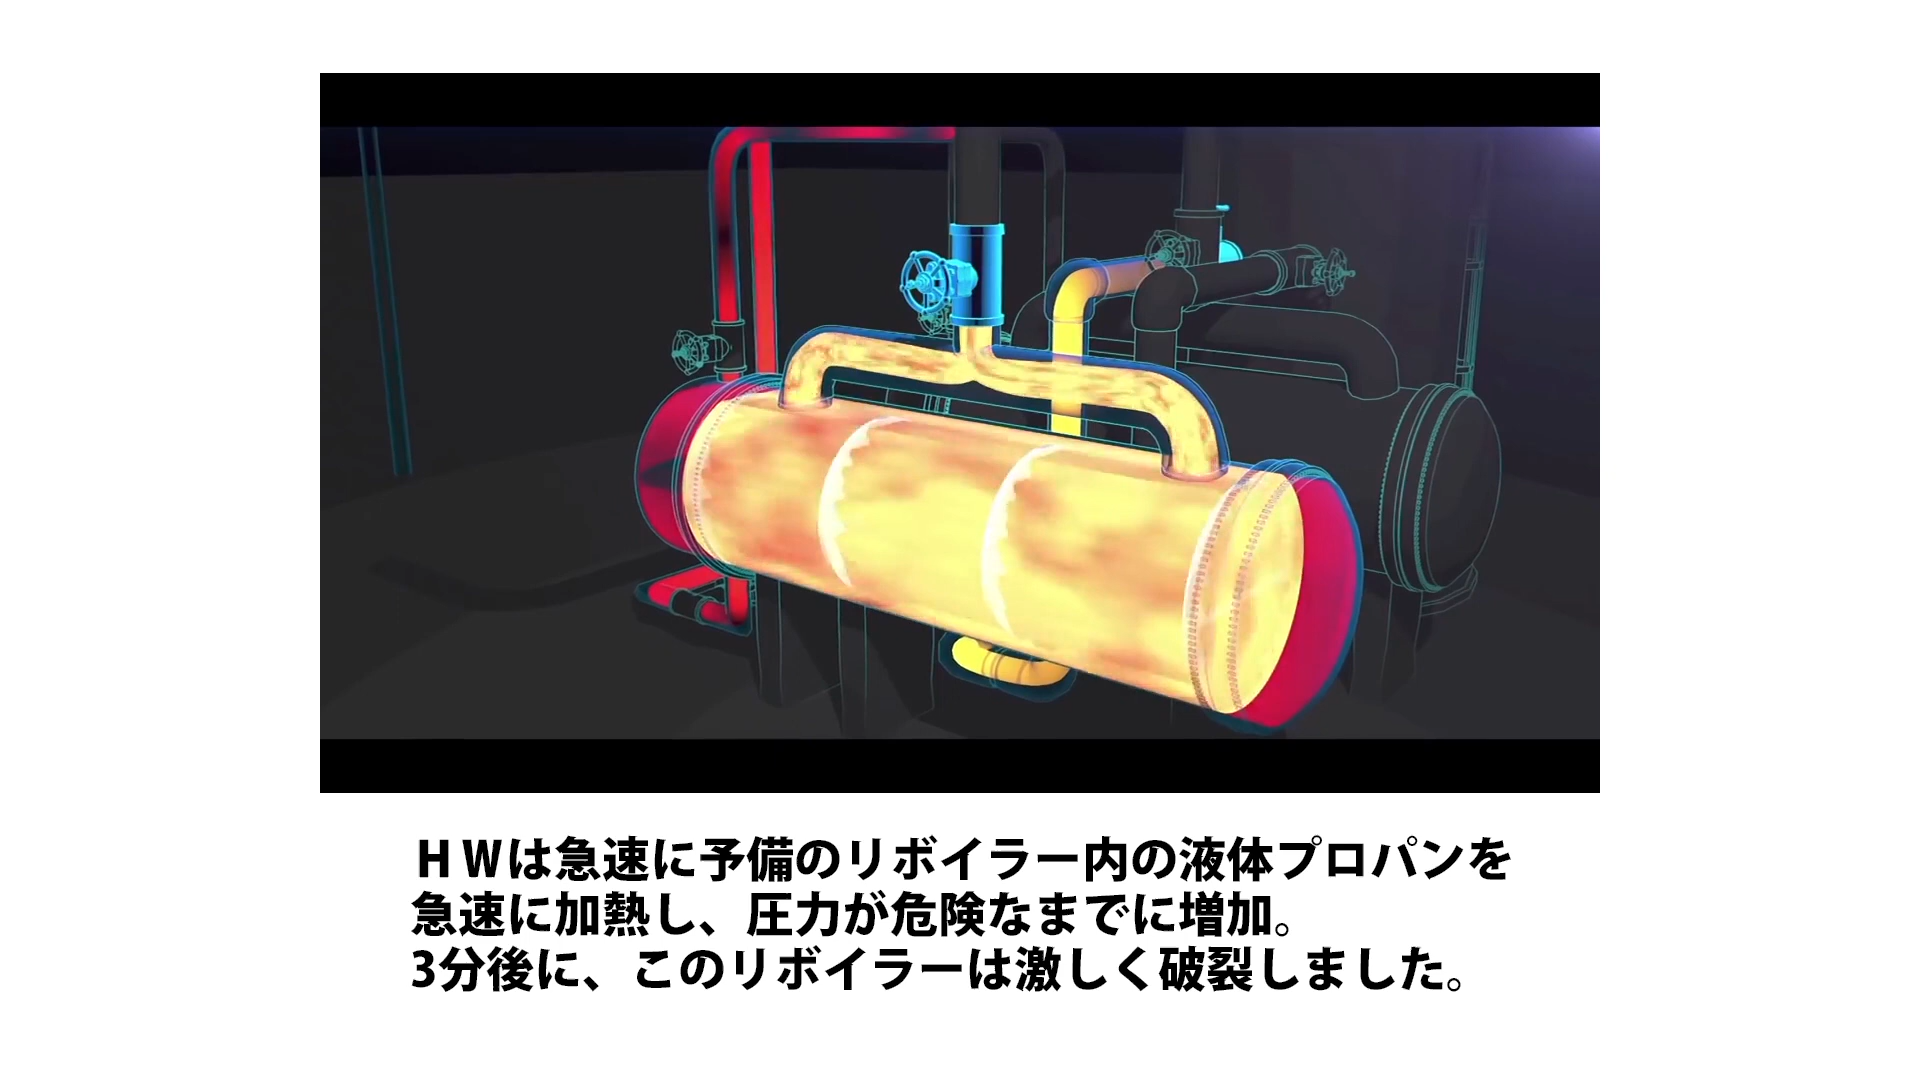 ＨＷは急速に予備のリボイラー内の液体プロパンを
急速に加熱し、圧力が危険なまでに増加。
3分後に、このリボイラーは激しく破裂しました。